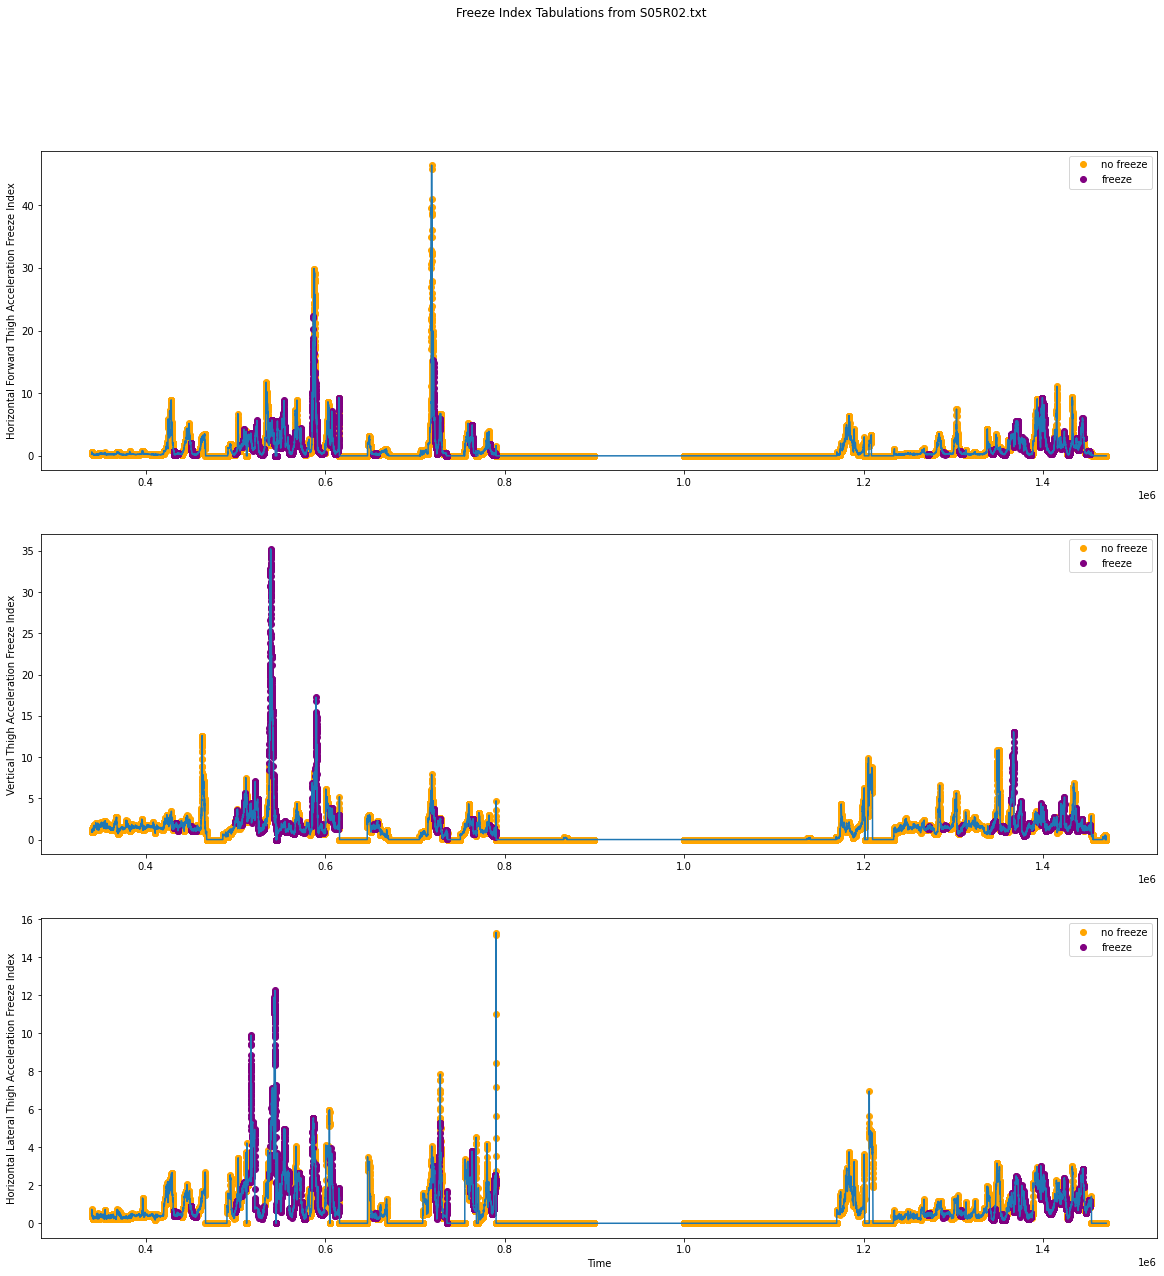 Freeze Index Tabulations from S05R02.txt
Horizontal Forward Thigh Acceleration Freeze Index
40
30
20
10
0
no freeze
freeze
0.4 0.6 0.8 1.0 1.2 1.4
1e6
Vertical Thigh Acceleration Freeze Index
35
30
25
20
15
10
5
0
no freeze
freeze
0.4 0.6 0.8 1.0 1.2 1.4
1e6
Horizontal Lateral Thigh Acceleration Freeze Index
16
14
12
10
8
6
4
2
0
no freeze
freeze
0.4 0.6 0.8 1.0 1.2 1.4
1e6
Time